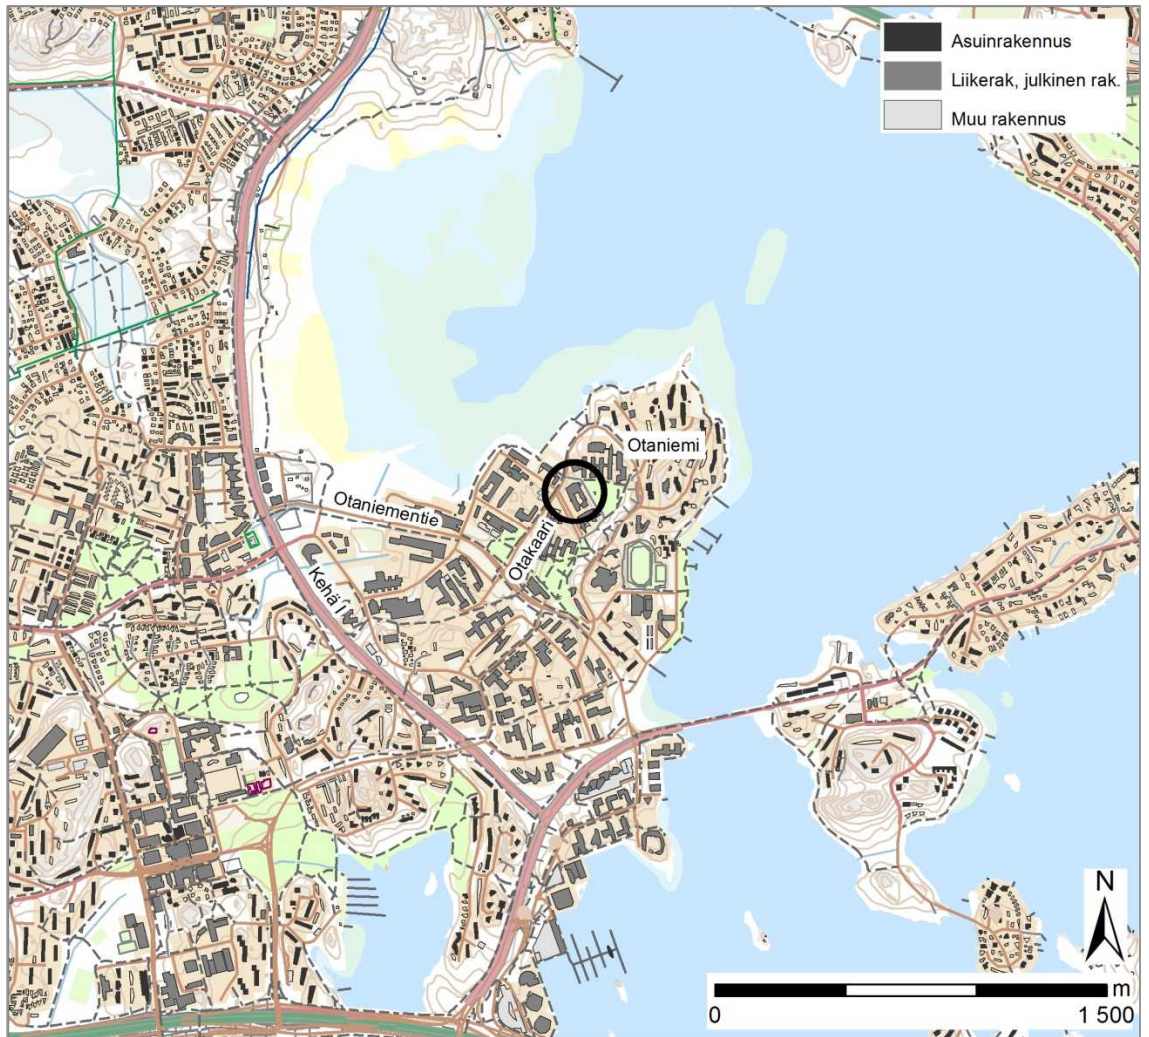 Asuinrakennus
Liikerak, julkinen rak.
Muu rakennus
Otaniemi
Otaniementie
Otakaari
Kehä I
N
m
0 1 500